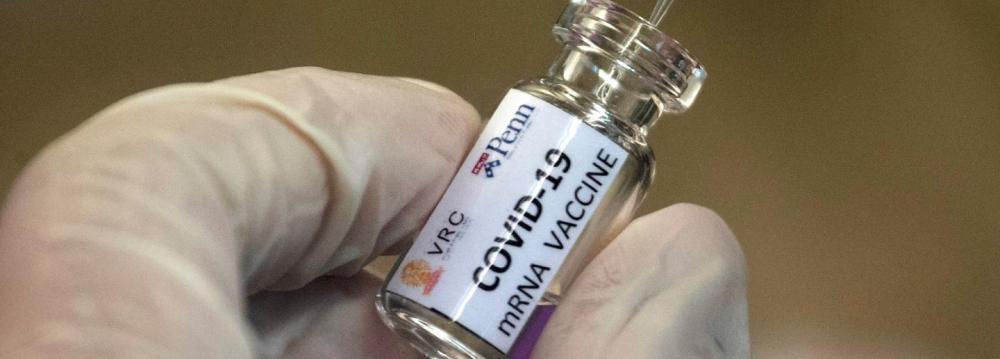 Penn
VRC
COVID-19
mRNA VACCINE